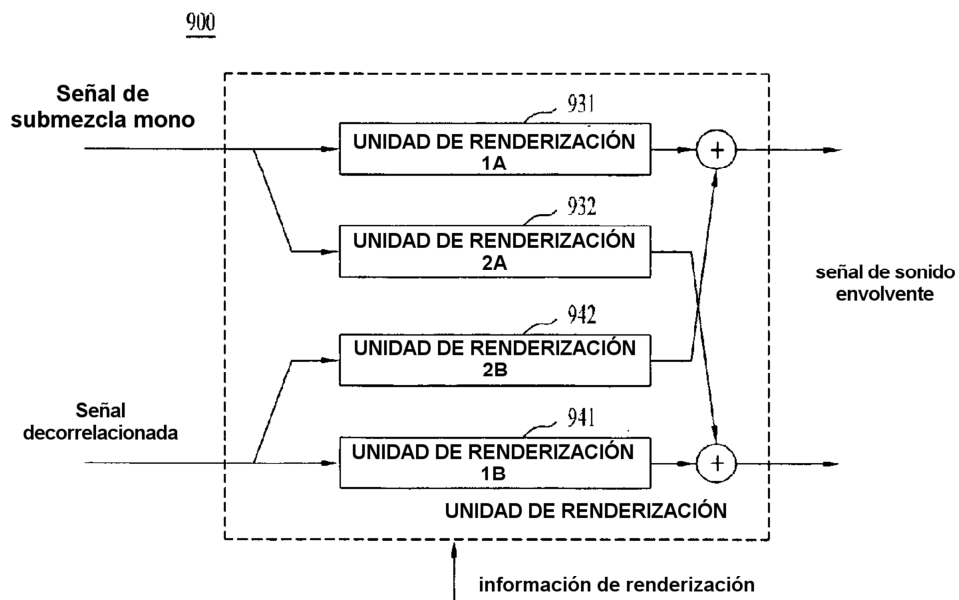 900
Señal de
submezcla mono
931
UNIDAD DE RENDERIZACIÓN
1A
+
932
UNIDAD DE RENDERIZACIÓN
2A
señal de sonido
envolvente
942
UNIDAD DE RENDERIZACIÓN
2B
Señal
decorrelacionada
941
UNIDAD DE RENDERIZACIÓN
1B
+
UNIDAD DE RENDERIZACIÓN
información de renderización